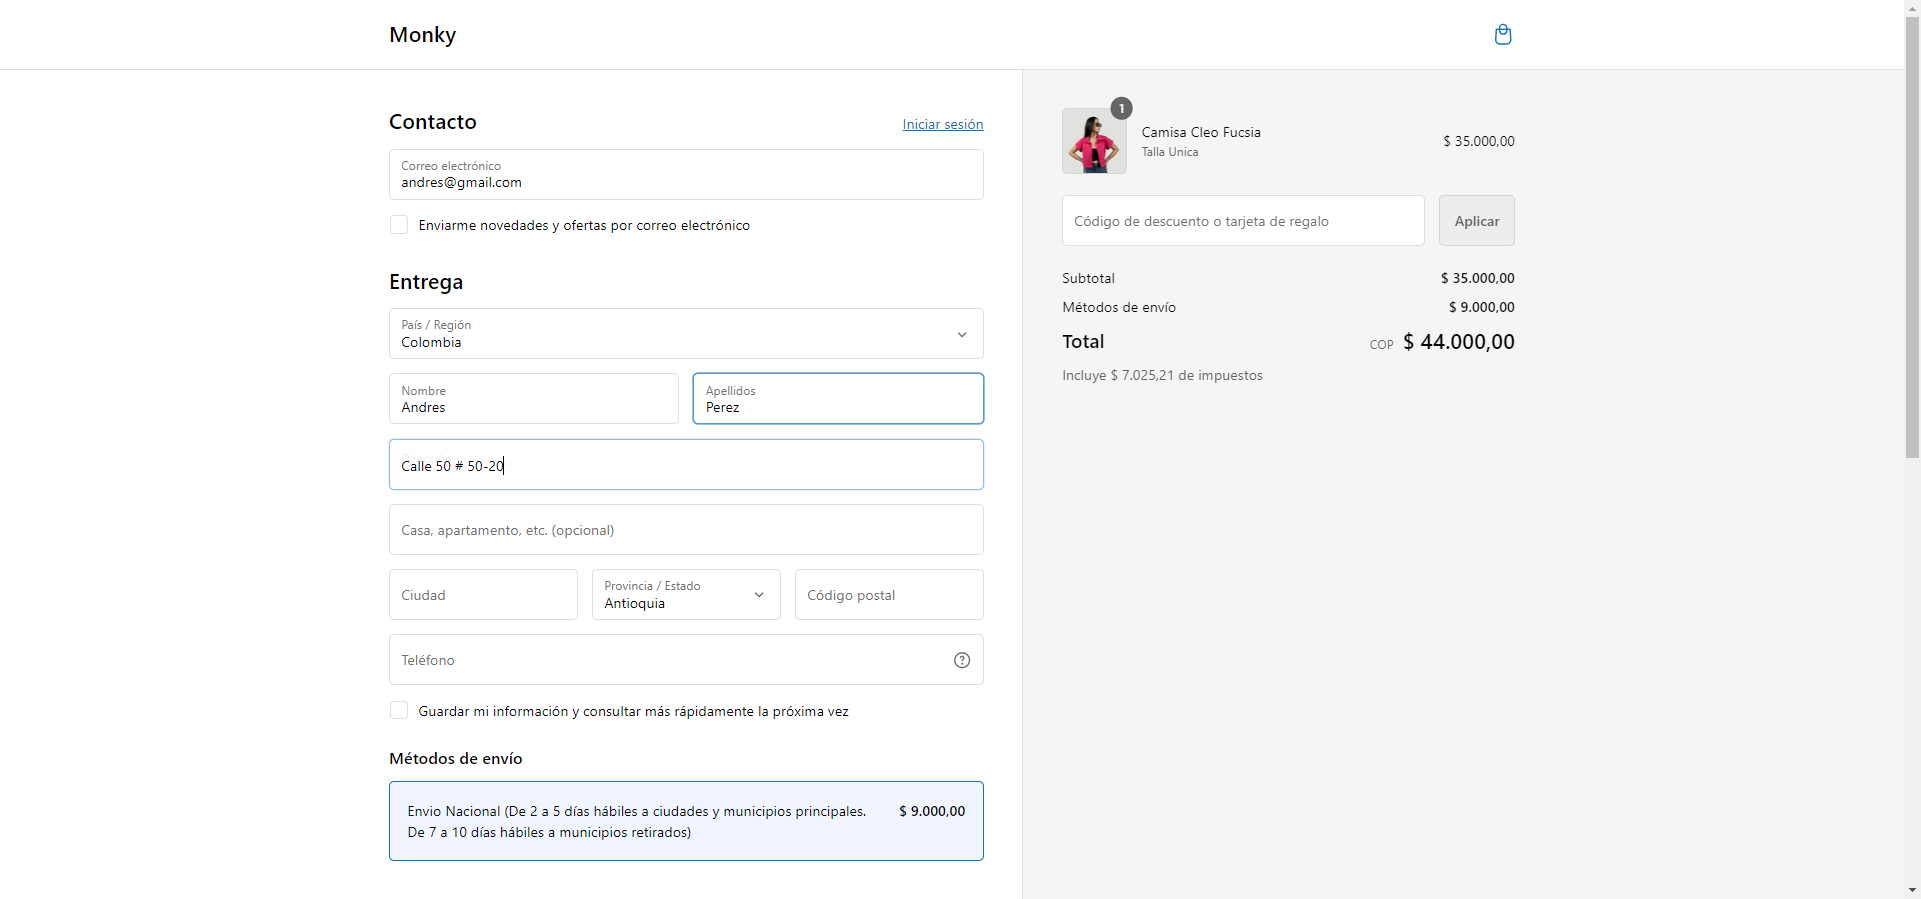 Monky
Contacto
Iniciar sesión
Correo electrónico
andres@gmail.com
Enviarme novedades y ofertas por correo electrónico
Entrega
País / Región
Colombia
Nombre
Andres
Apellidos
Perez
Calle 50 # 50-20
Casa, apartamento, etc. (opcional)
Ciudad
Provincia / Estado
Antioquia
Código postal
Teléfono
Guardar mi información y consultar más rápidamente la próxima vez
Métodos de envío
Envio Nacional (De 2 a 5 días hábiles a ciudades y municipios principales.
De 7 a 10 días hábiles a municipios retirados)
$ 9.000,00
1
Camisa Cleo Fucsia
Talla Unica
$ 35.000,00
Código de descuento o tarjeta de regalo
Aplicar
Subtotal
$ 35.000,00
Métodos de envío
$ 9.000,00
Total
COP $ 44.000,00
Incluye $ 7.025,21 de impuestos